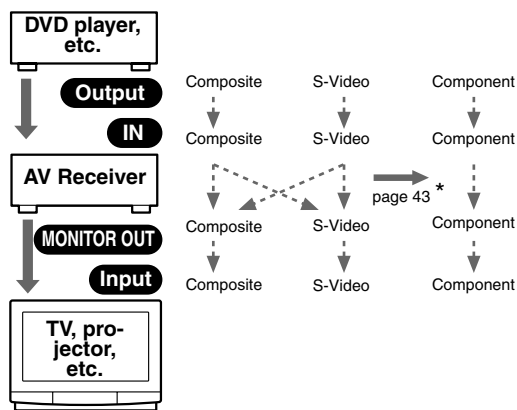 DVD player,
etc.
Output
Composite S-Video Component
IN
Composite S-Video Component
AV Receiver
page 43 *
MONITOR OUT
Composite S-Video Component
Input
Composite S-Video Component
TV, pro-
jector,
etc.